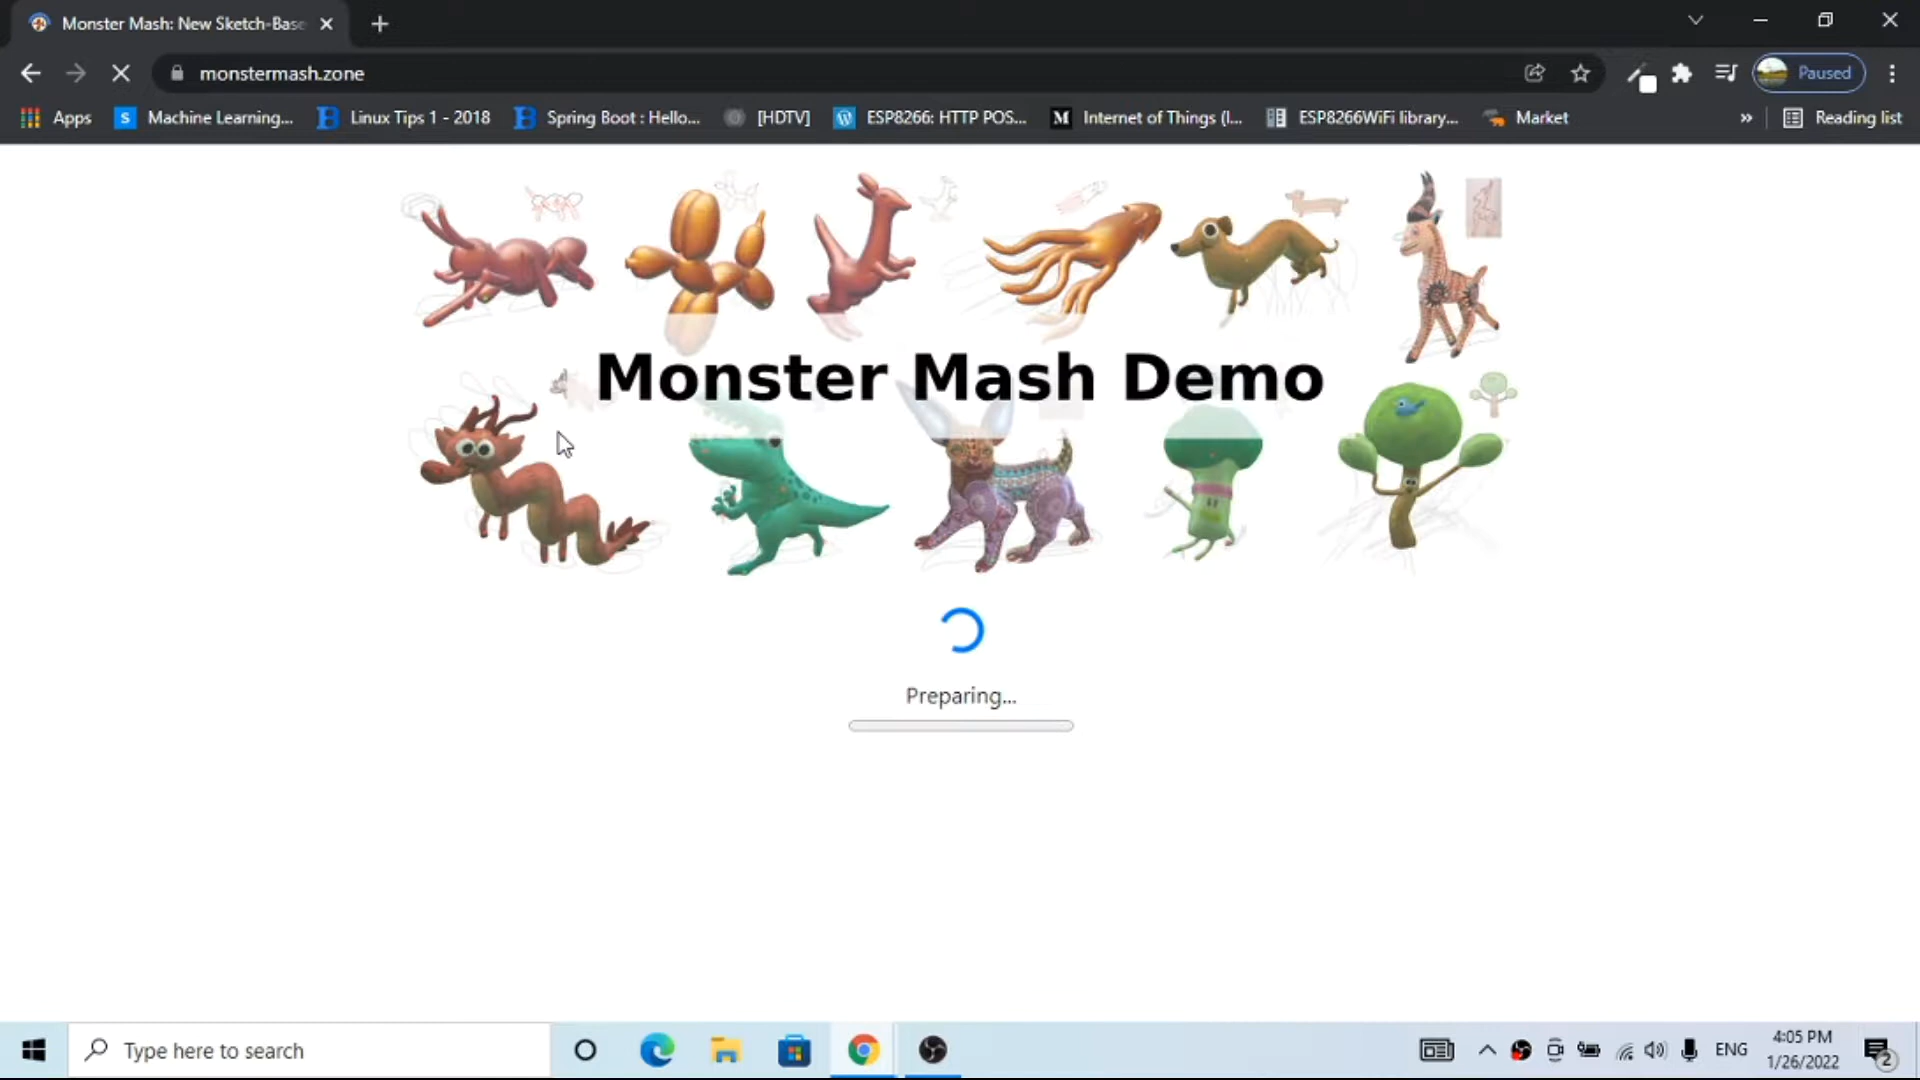 Monster Mash: New Sketch-Base
monstermash.zone
Paused
Apps
Machine Learning...
Linux Tips 1 - 2018
Spring Boot : Hello...
[HDTV]
ESP8266: HTTP POS...
Internet of Things (I...
ESP8266WiFi library...
Market
»
Reading list
Monster Mash Demo
Preparing...
Type here to search
ENG
4:05 PM
1/26/2022
2